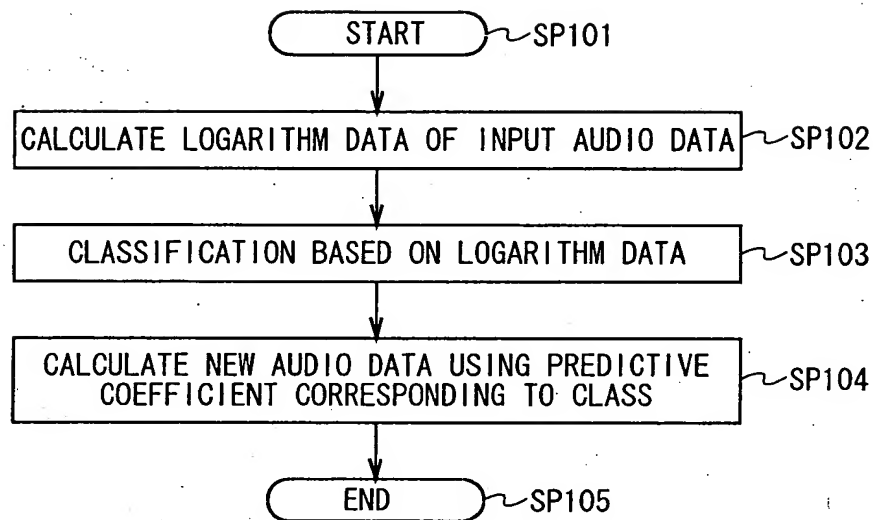 START SP101
CALCULATE LOGARITHM DATA OF INPUT AUDIO DATA SP102
CLASSIFICATION BASED ON LOGARITHM DATA SP103
CALCULATE NEW AUDIO DATA USING PREDICTIVE
COEFFICIENT CORRESPONDING TO CLASS SP104
END SP105